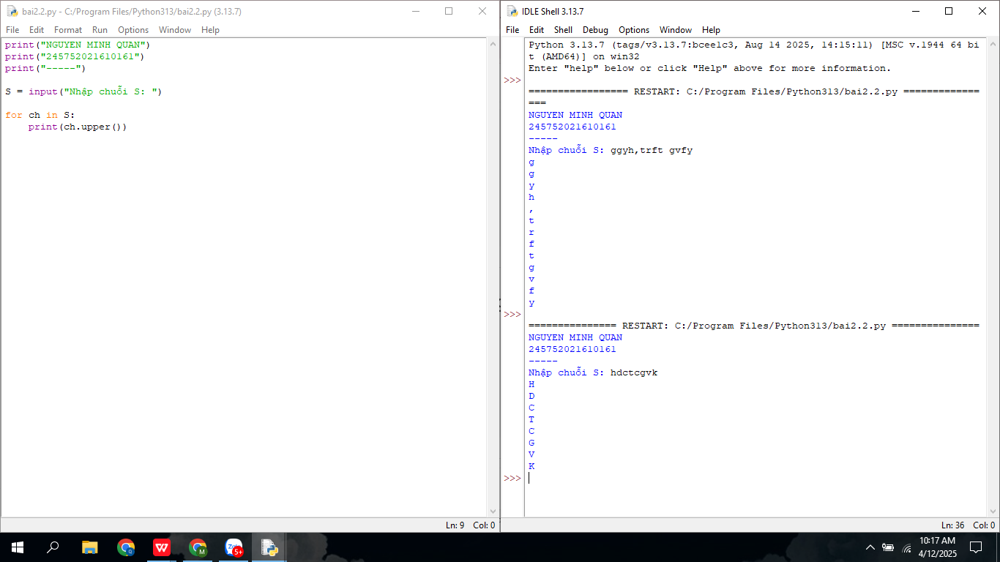 bai2.2.py - C:/Program Files/Python313/bai2.2.py (3.13.7)
File Edit Format Run Options Window Help
print("NGUYEN MINH QUAN")
print("245752021610161")
print("-----")
S = input("Nhập chuỗi S: ")
for ch in S:
    print(ch.upper())
Ln: 9 Col: 0
IDLE Shell 3.13.7
File Edit Shell Debug Options Window Help
Python 3.13.7 (tags/v3.13.7:bcee1c3, Aug 14 2025, 14:15:11) [MSC v.1944 64 bi
t (AMD64)] on win32
Enter "help" below or click "Help" above for more information.
>>>
================= RESTART: C:/Program Files/Python313/bai2.2.py =============
===
NGUYEN MINH QUAN
245752021610161
-----
Nhập chuỗi S: ggyh,trft gvfy
g
g
y
h
,
t
r
f
t
g
v
f
y
>>>
=============== RESTART: C:/Program Files/Python313/bai2.2.py ===============
NGUYEN MINH QUAN
245752021610161
-----
Nhập chuỗi S: hdctcgvk
H
D
C
T
C
G
V
K
>>>
Ln: 36 Col: 0
Zalo
5+
10:17 AM
4/12/2025